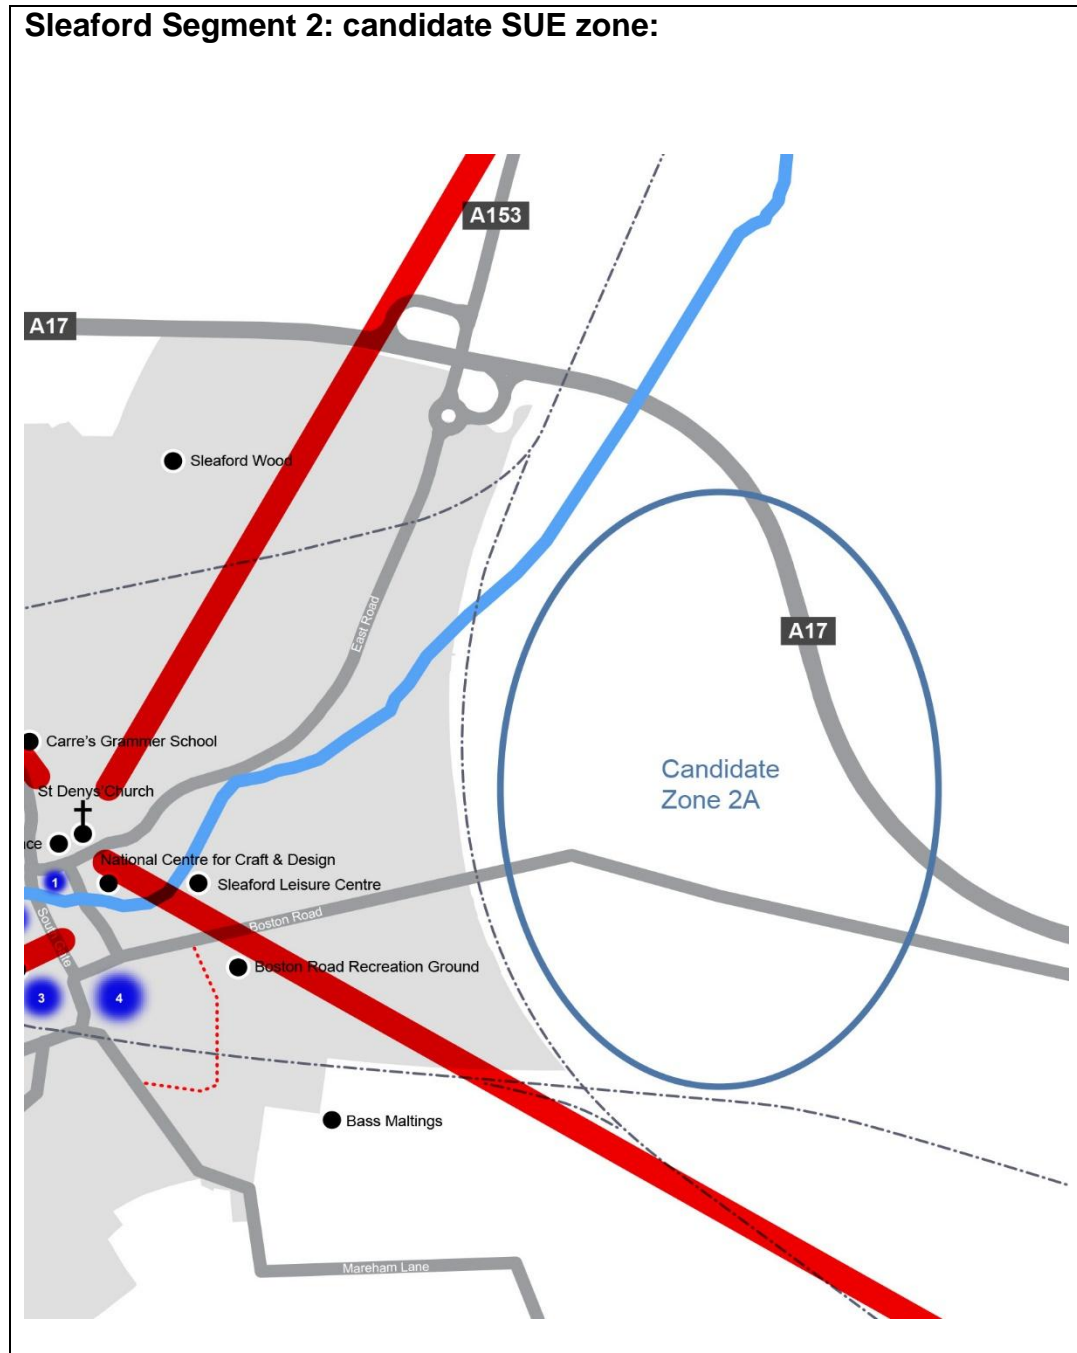 Sleaford Segment 2: candidate SUE zone:
A153
A17
Sleaford Wood
East Road
A17
Carre's Grammer School
Candidate
Zone 2A
St Denys Church
nce
National Centre for Craft & Design
1
Sleaford Leisure Centre
Boston Road
Boston Road Recreation Ground
3
4
Bass Maltings
Mareham Lane